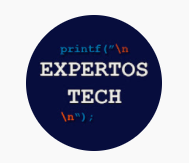 printf("\n
EXPERTOS
TECH
\n");